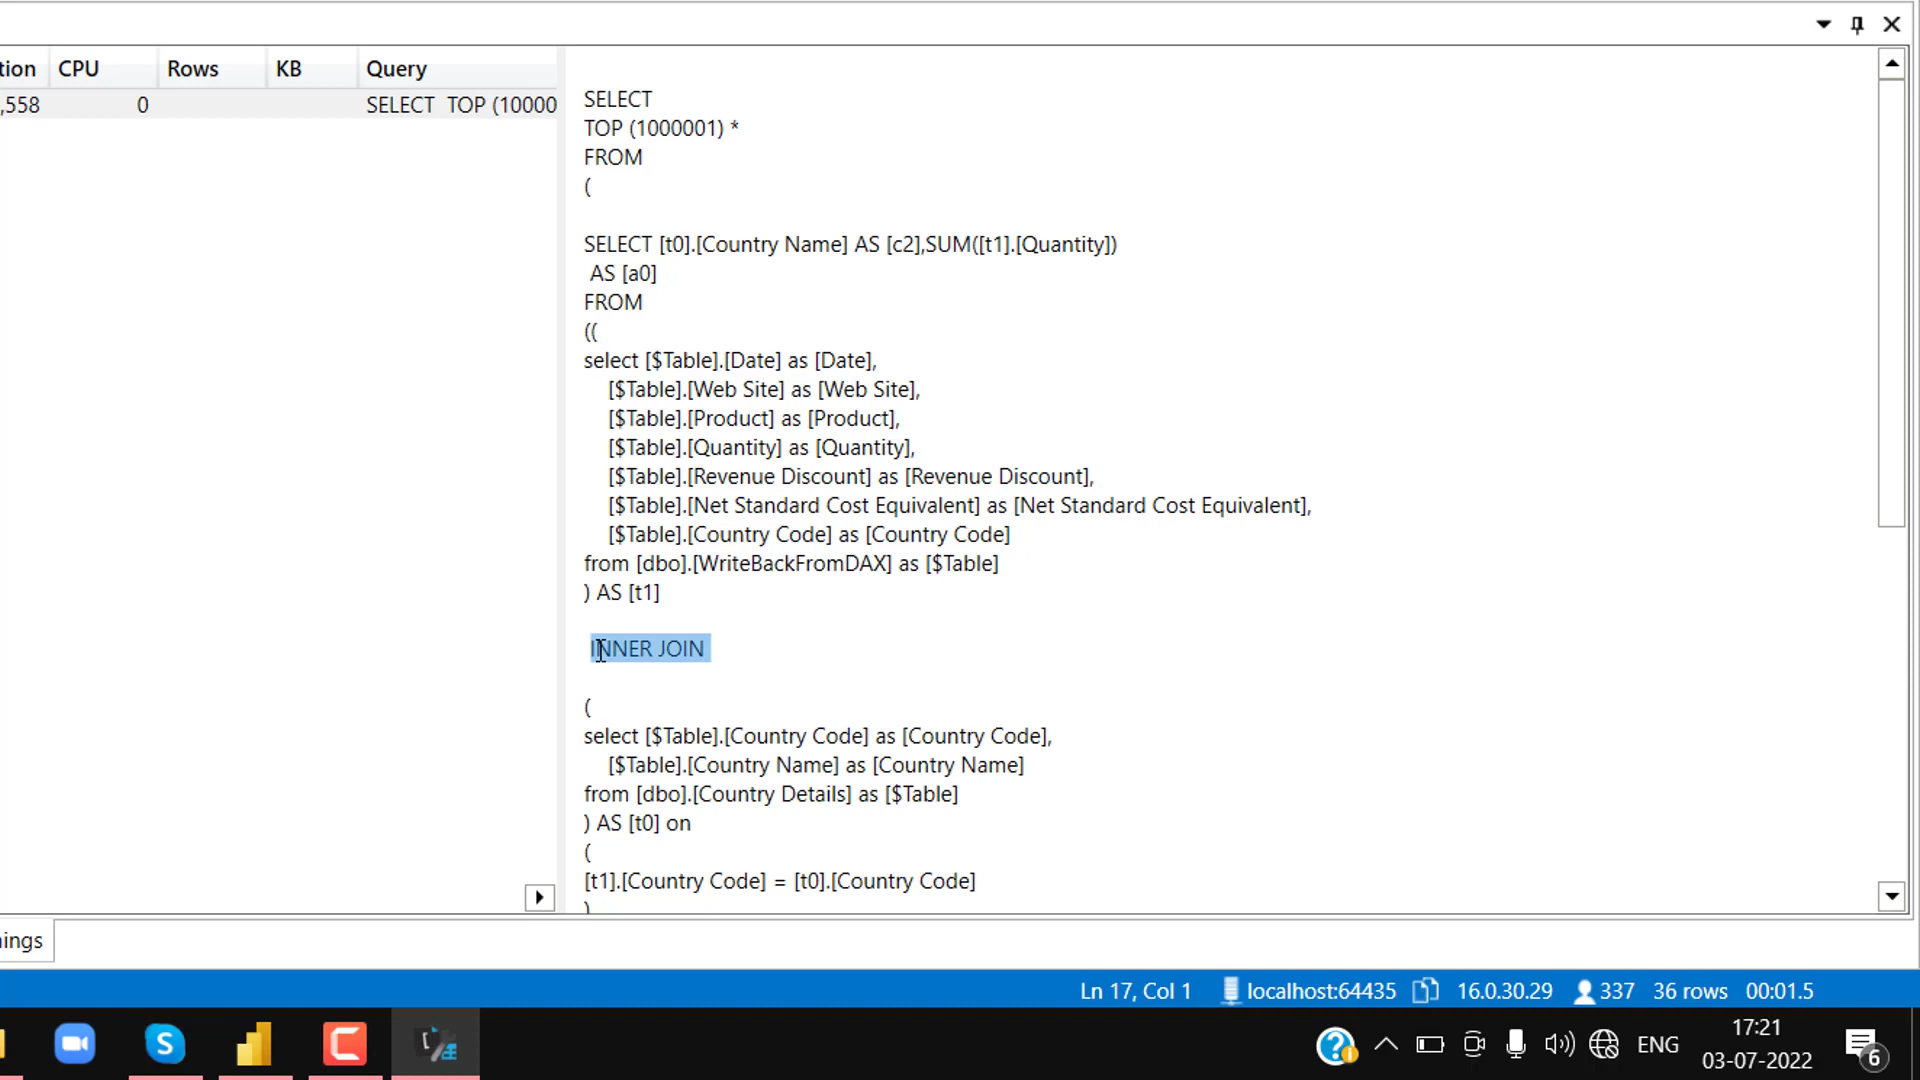 tion CPU Rows KB Query
,558 0 SELECT TOP (10000
SELECT
TOP (1000001) *
FROM
(
SELECT [t0].[Country Name] AS [c2],SUM([t1].[Quantity])
AS [a0]
FROM
((
select [$Table].[Date] as [Date],
[$Table].[Web Site] as [Web Site],
[$Table].[Product] as [Product],
[$Table].[Quantity] as [Quantity],
[$Table].[Revenue Discount] as [Revenue Discount],
[$Table].[Net Standard Cost Equivalent] as [Net Standard Cost Equivalent],
[$Table].[Country Code] as [Country Code]
from [dbo].[WriteBackFromDAX] as [$Table]
) AS [t1]
INNER JOIN
(
select [$Table].[Country Code] as [Country Code],
[$Table].[Country Name] as [Country Name]
from [dbo].[Country Details] as [$Table]
) AS [t0] on
(
[t1].[Country Code] = [t0].[Country Code]
)
ings
Ln 17, Col 1 localhost:64435 16.0.30.29 337 36 rows 00:01.5
ENG
17:21
03-07-2022
6